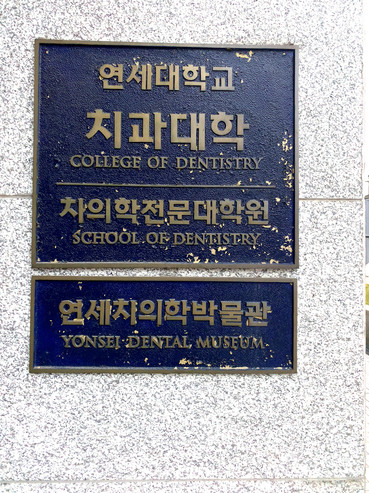 연세대학교
치과대학
COLLEGE OF DENTISTRY
치의학전문대학원
SCHOOL OF DENTISTRY
연세치의학박물관
YONSEI DENTAL MUSEUM